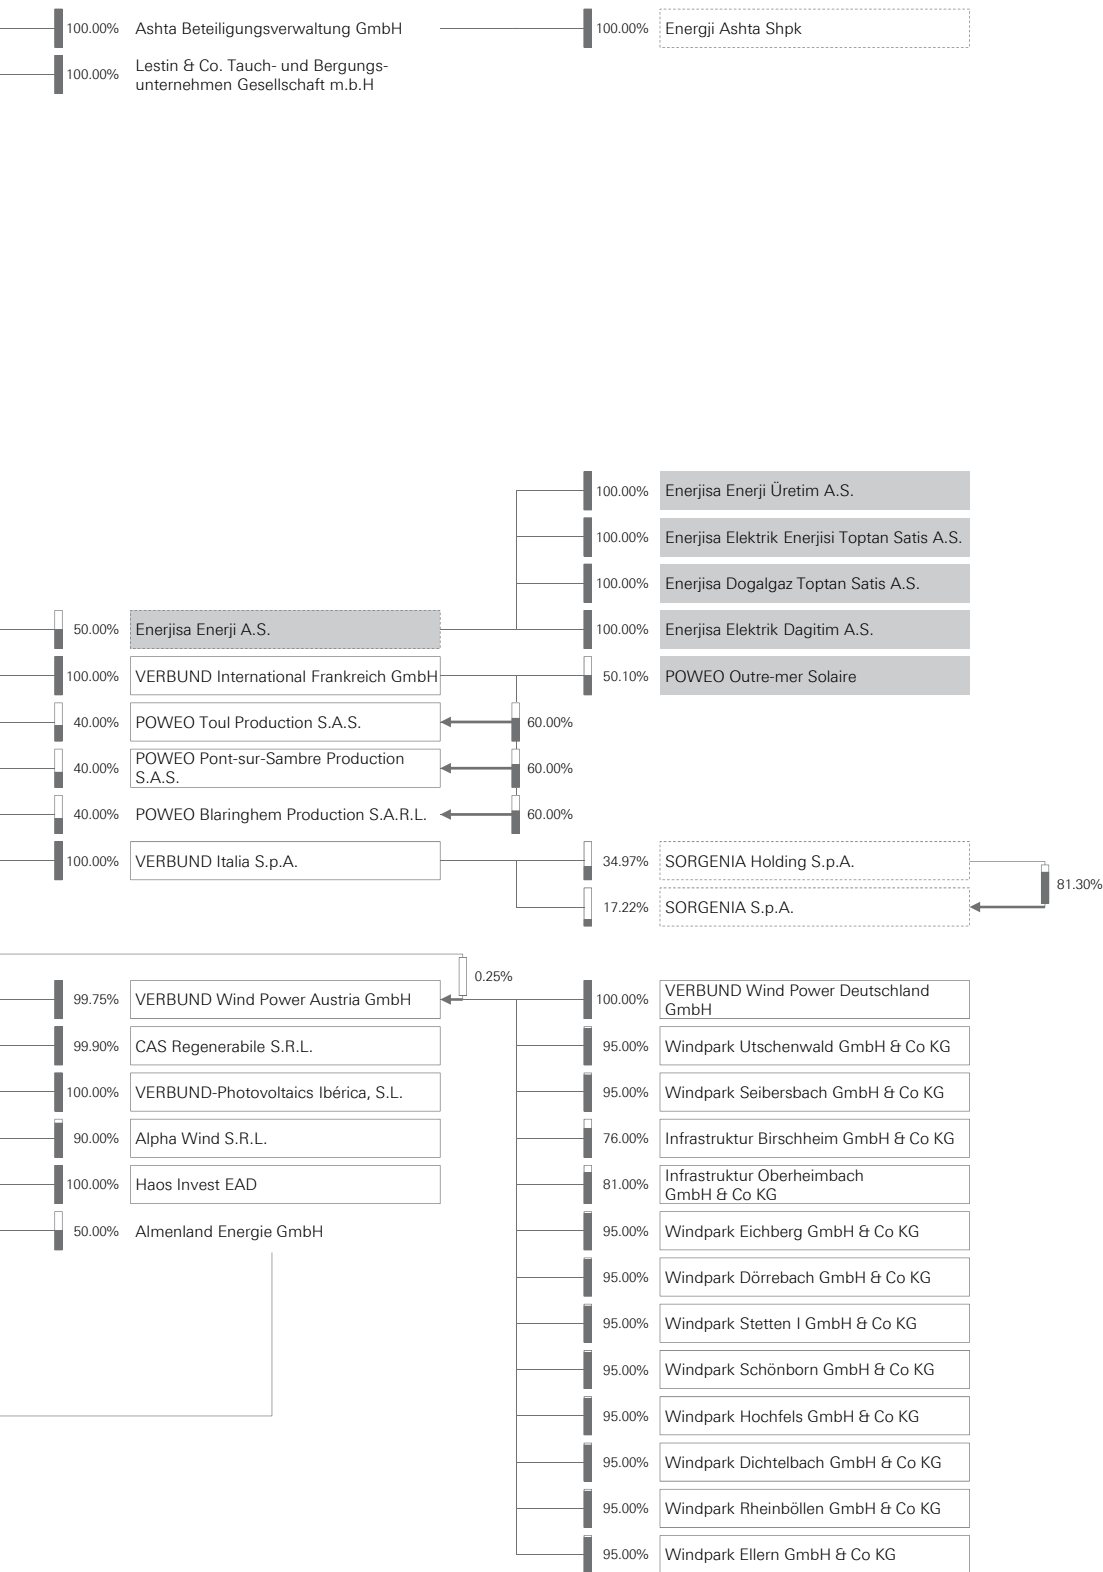 100.00% Ashta Beteiligungsverwaltung GmbH 100.00% Energji Ashta Shpk
100.00% Lestin & Co. Tauch- und Bergungs-
unternehmen Gesellschaft m.b.H
100.00% Enerjisa Enerji Üretim A.S.
100.00% Enerjisa Elektrik Enerjisi Toptan Satis A.S.
100.00% Enerjisa Dogalgaz Toptan Satis A.S.
50.00% Enerjisa Enerji A.S. 100.00% Enerjisa Elektrik Dagitim A.S.
100.00% VERBUND International Frankreich GmbH 50.10% POWEO Outre-mer Solaire
40.00% POWEO Toul Production S.A.S. 60.00%
40.00% POWEO Pont-sur-Sambre Production
S.A.S. 60.00%
40.00% POWEO Blaringhem Production S.A.R.L. 60.00%
100.00% VERBUND Italia S.p.A. 34.97% SORGENIA Holding S.p.A.
81.30%
17.22% SORGENIA S.p.A.
0.25%
99.75% VERBUND Wind Power Austria GmbH 100.00% VERBUND Wind Power Deutschland
GmbH
99.90% CAS Regenerabile S.R.L. 95.00% Windpark Utschenwald GmbH & Co KG
100.00% VERBUND-Photovoltaics Ibérica, S.L. 95.00% Windpark Seibersbach GmbH & Co KG
90.00% Alpha Wind S.R.L. 76.00% Infrastruktur Birschheim GmbH & Co KG
100.00% Haos Invest EAD 81.00% Infrastruktur Oberheimbach
GmbH & Co KG
50.00% Almenland Energie GmbH 95.00% Windpark Eichberg GmbH & Co KG
95.00% Windpark Dörrebach GmbH & Co KG
95.00% Windpark Stetten I GmbH & Co KG
95.00% Windpark Schönborn GmbH & Co KG
95.00% Windpark Hochfels GmbH & Co KG
95.00% Windpark Dichtelbach GmbH & Co KG
95.00% Windpark Rheinböllen GmbH & Co KG
95.00% Windpark Ellern GmbH & Co KG